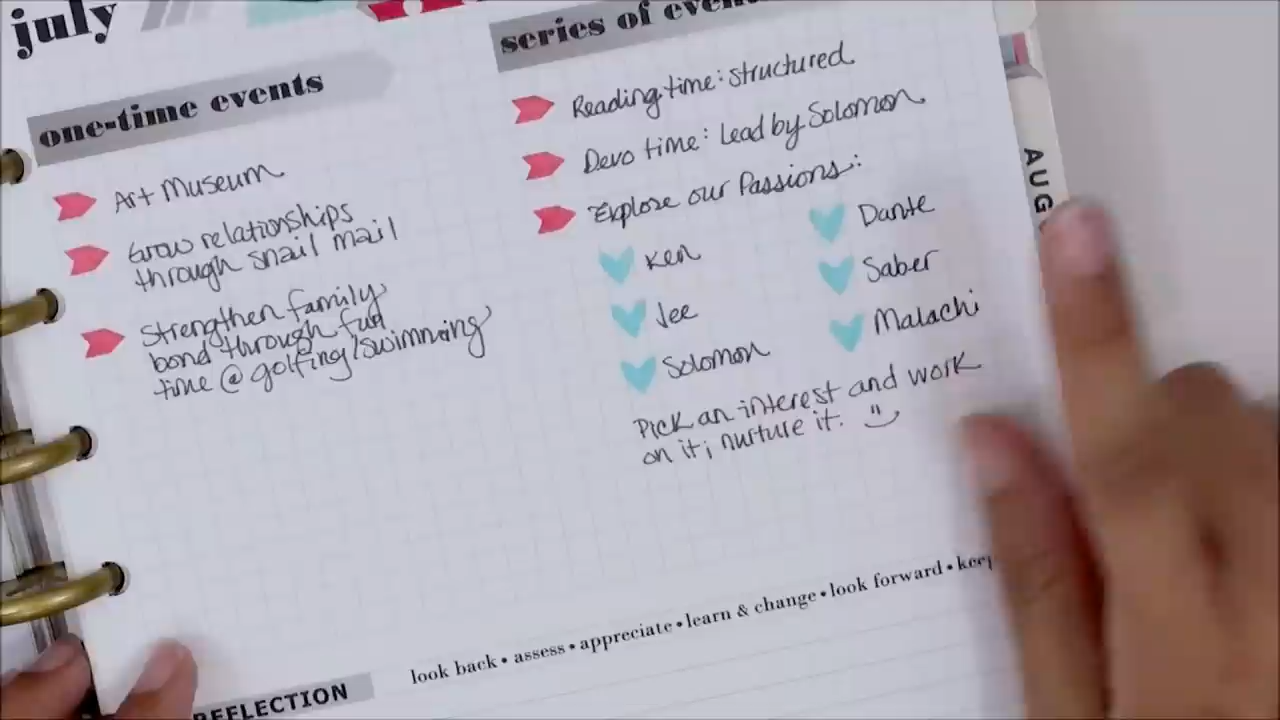 july
one-time events
Art Museum
Grow relationships
through snail mail
Strengthen family
bond through fun
time @ golfing/swimming
series of
Reading time: structured.
Devo time: Lead by Solomon
Explore our Passions:
Ken
Jee
Solomon
Dante
Saber
Malachi
Pick an interest and work
on it; nurture it.
AUG
look back • assess • appreciate • learn & change • look forward •
REFLECTION